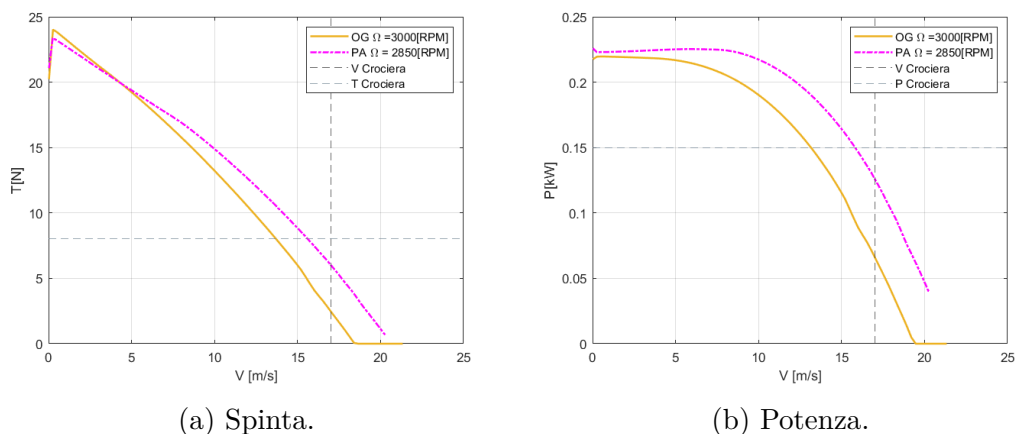 OG Ω =3000[RPM]
PA Ω = 2850[RPM]
V Crociera
T Crociera
25
20
15
10
5
0
T[N]
0 5 10 15 20 25
V [m/s]
(a) Spinta.
OG Ω =3000[RPM]
PA Ω = 2850[RPM]
V Crociera
P Crociera
0.25
0.2
0.15
0.1
0.05
0
P[kW]
0 5 10 15 20 25
V [m/s]
(b) Potenza.